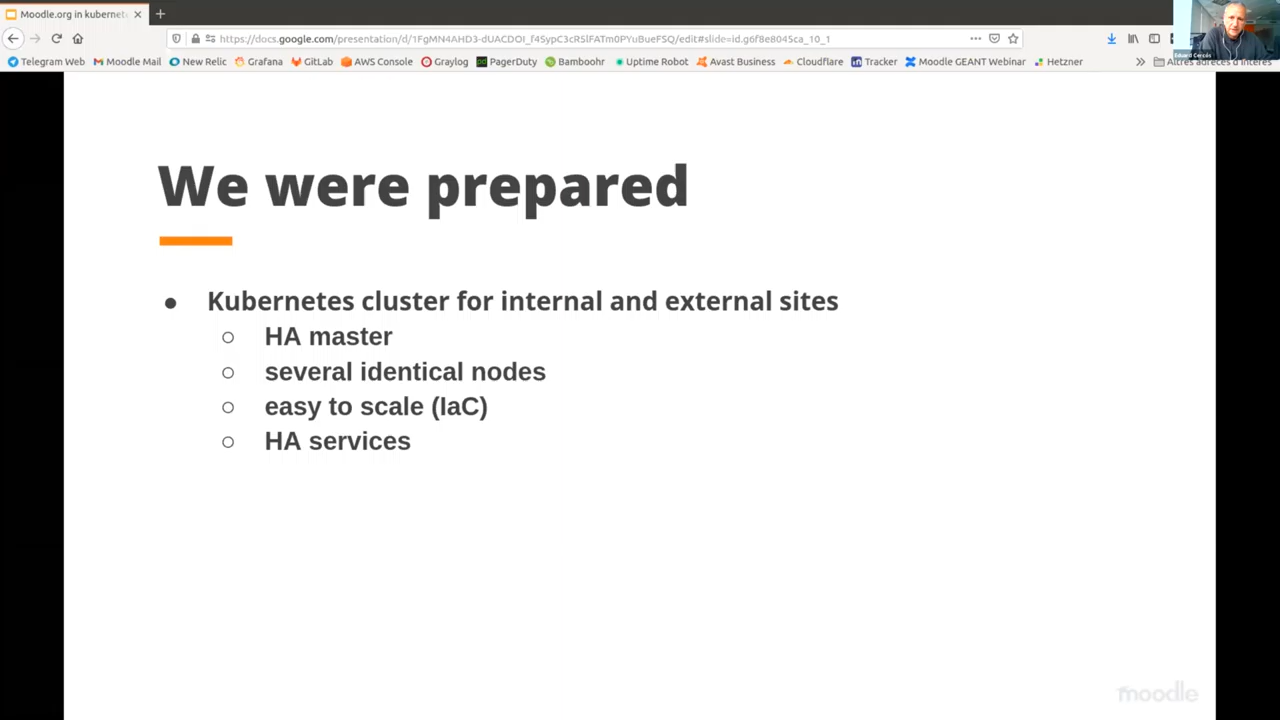 Moodle.org in kubernet
https://docs.google.com/presentation/d/1FgMN4AHD3-dUACDOI_f45ypC3cR5lFATm0PYuBueFSQ/edit#slide=id.g6f8e8045ca_10_1
Telegram Web Moodle Mail New Relic Grafana GitLab AWS Console Graylog PagerDuty Bamboohr Uptime Robot Avast Business Cloudflare Tracker Moodle GEANT Webinar Hetzner Altres adreces d'interès
We were prepared
● Kubernetes cluster for internal and external sites
○ HA master
○ several identical nodes
○ easy to scale (IaC)
○ HA services
moodle